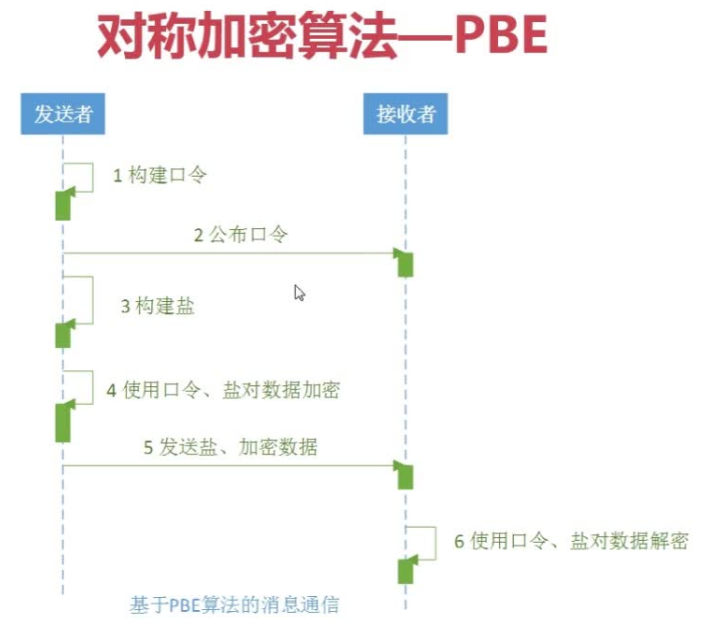 对称加密算法—PBE
发送者
接收者
1 构建口令
2 公布口令
3 构建盐
4 使用口令、盐对数据加密
5 发送盐、加密数据
6 使用口令、盐对数据解密
基于PBE算法的消息通信